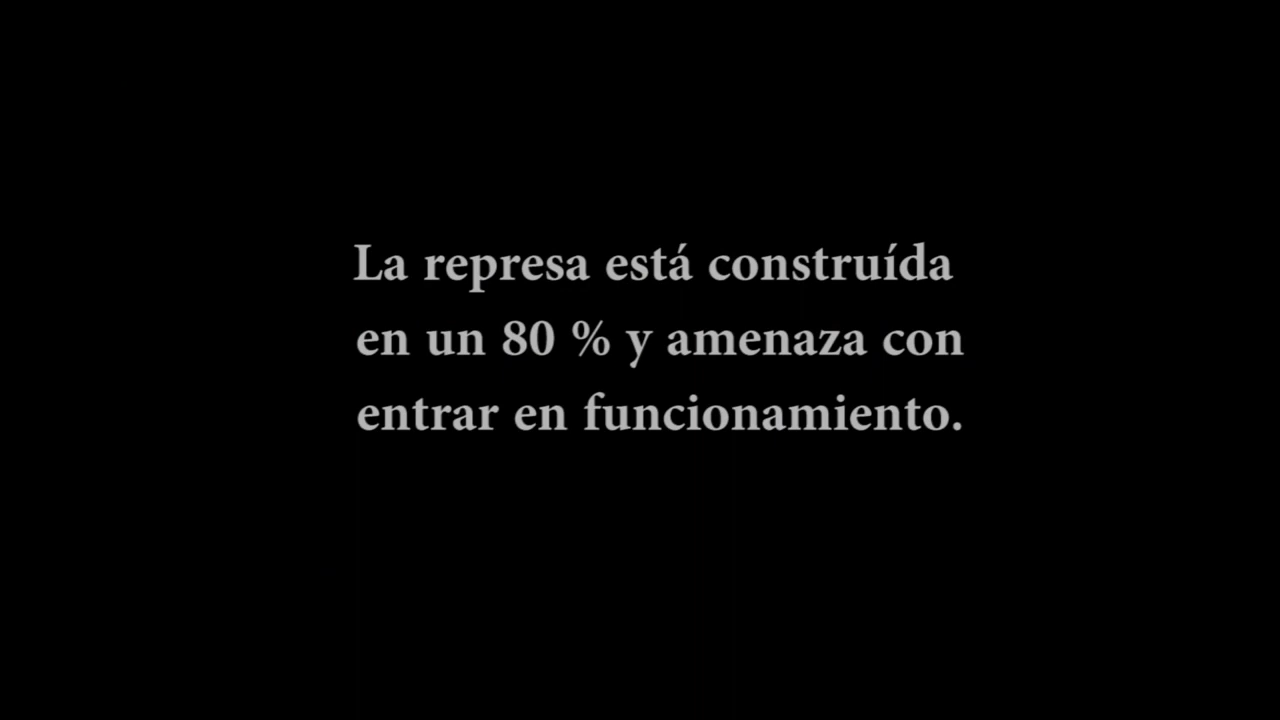 La represa está construída
en un 80 % y amenaza con
entrar en funcionamiento.